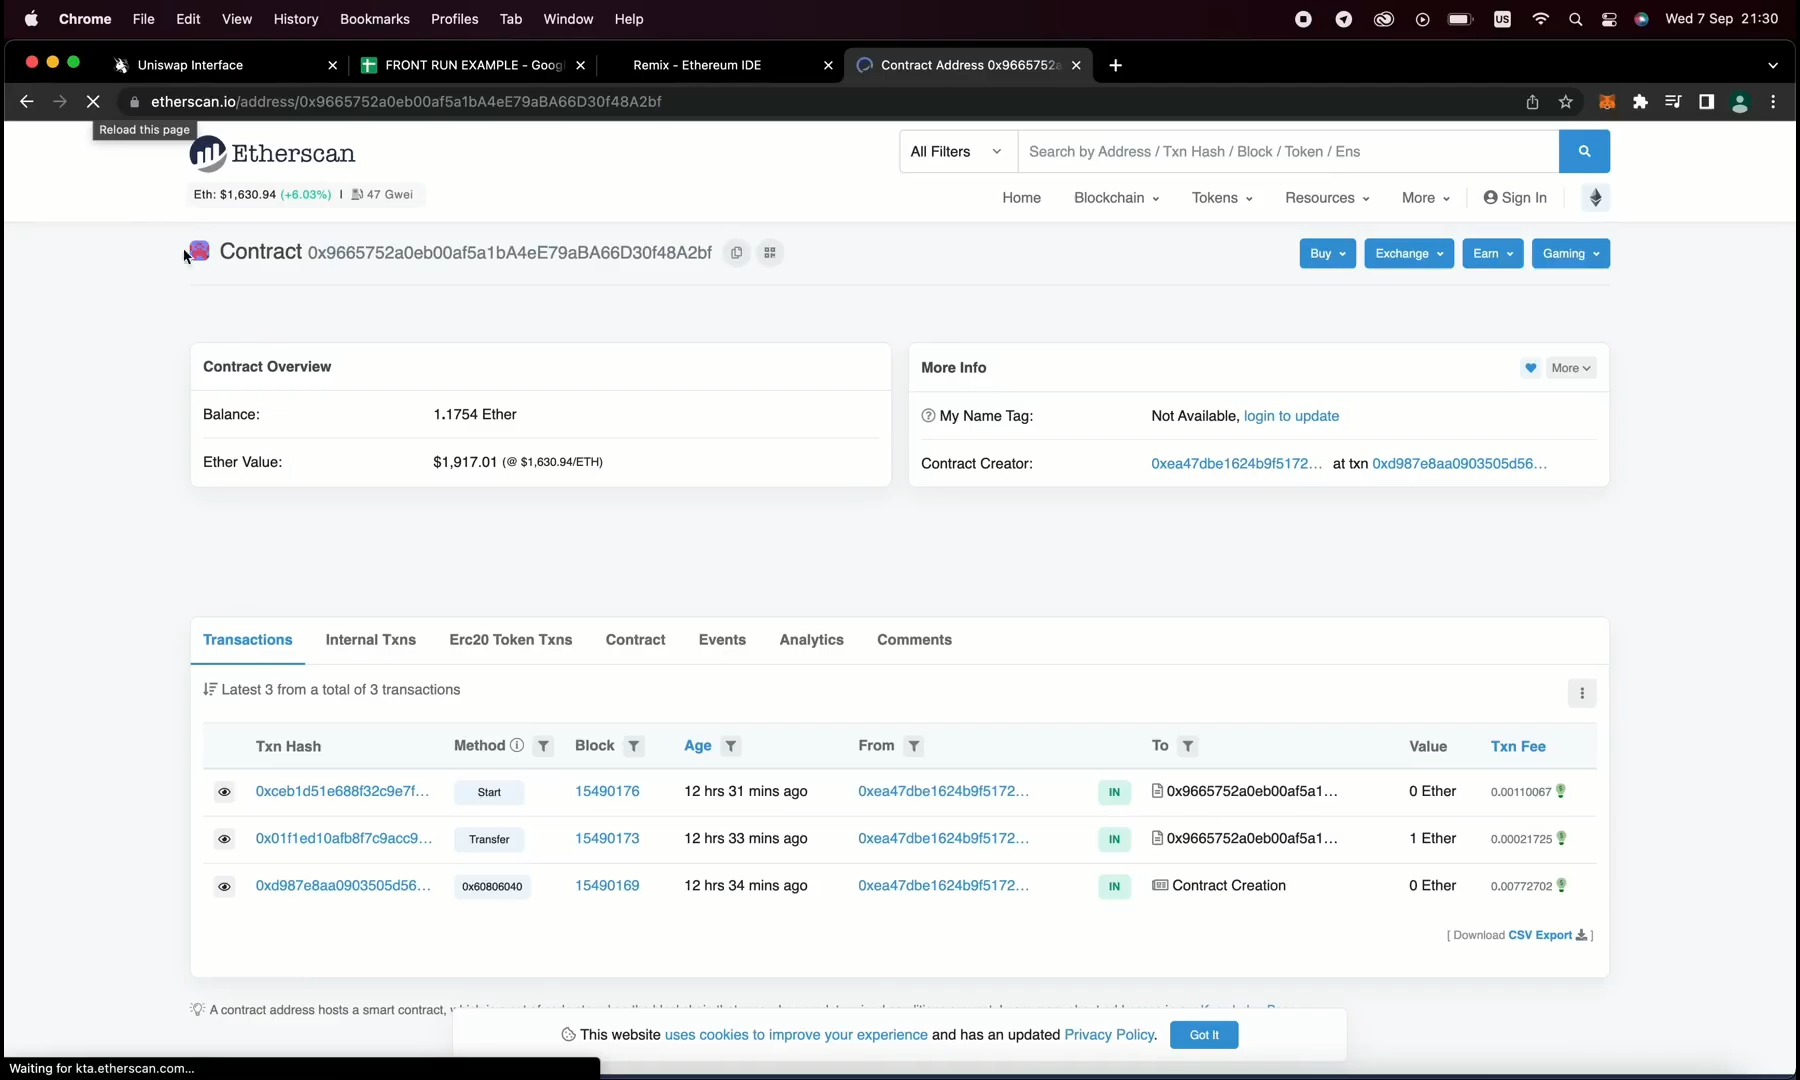 Chrome File Edit View History Bookmarks Profiles Tab Window Help US Wed 7 Sep 21:30
Uniswap Interface FRONT RUN EXAMPLE - Goog Remix - Ethereum IDE Contract Address 0x9665752a
etherscan.io/address/0x9665752a0eb00af5a1bA4eE79aBA66D30f48A2bf
Reload this page
Etherscan All Filters Search by Address / Txn Hash / Block / Token / Ens
Eth: $1,630.94 (+6.03%) | 47 Gwei Home Blockchain Tokens Resources More Sign In
Contract 0x9665752a0eb00af5a1bA4eE79aBA66D30f48A2bf Buy Exchange Earn Gaming
Contract Overview More Info More
Balance: 1.1754 Ether ? My Name Tag: Not Available, login to update
Ether Value: $1,917.01 (@ $1,630.94/ETH) Contract Creator: 0xea47dbe1624b9f5172... at txn 0xd987e8aa0903505d56...
Transactions Internal Txns Erc20 Token Txns Contract Events Analytics Comments
Latest 3 from a total of 3 transactions
Txn Hash Method Block Age From To Value Txn Fee
0xceb1d51e688f32c9e7f... Start 15490176 12 hrs 31 mins ago 0xea47dbe1624b9f5172... IN 0x9665752a0eb00af5a1... 0 Ether 0.00110067
0x01f1ed10afb8f7c9acc9... Transfer 15490173 12 hrs 33 mins ago 0xea47dbe1624b9f5172... IN 0x9665752a0eb00af5a1... 1 Ether 0.00021725
0xd987e8aa0903505d56... 0x60806040 15490169 12 hrs 34 mins ago 0xea47dbe1624b9f5172... IN Contract Creation 0 Ether 0.00772702
[ Download CSV Export ]
A contract address hosts a smart contract,
This website uses cookies to improve your experience and has an updated Privacy Policy. Got It
Waiting for kta.etherscan.com...